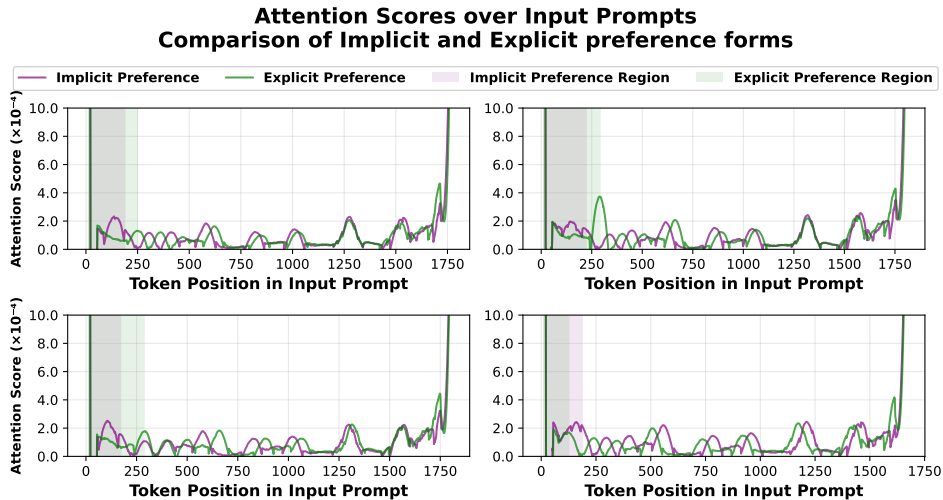 Attention Scores over Input Prompts
Comparison of Implicit and Explicit preference forms
Implicit Preference Explicit Preference Implicit Preference Region Explicit Preference Region
Attention Score (×10⁻⁴)
10.0
8.0
6.0
4.0
2.0
0.0
0 250 500 750 1000 1250 1500 1750
Token Position in Input Prompt
10.0
8.0
6.0
4.0
2.0
0.0
0 250 500 750 1000 1250 1500 1750
Token Position in Input Prompt
Attention Score (×10⁻⁴)
10.0
8.0
6.0
4.0
2.0
0.0
0 250 500 750 1000 1250 1500 1750
Token Position in Input Prompt
10.0
8.0
6.0
4.0
2.0
0.0
0 250 500 750 1000 1250 1500 1750
Token Position in Input Prompt